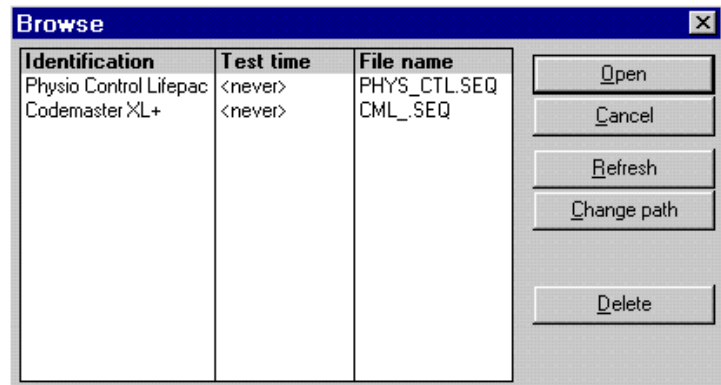 Browse
Identification Test time File name
Physio Control Lifepac <never> PHYS_CTL.SEQ
Codemaster XL+ <never> CML_.SEQ
Open
Cancel
Refresh
Change path
Delete